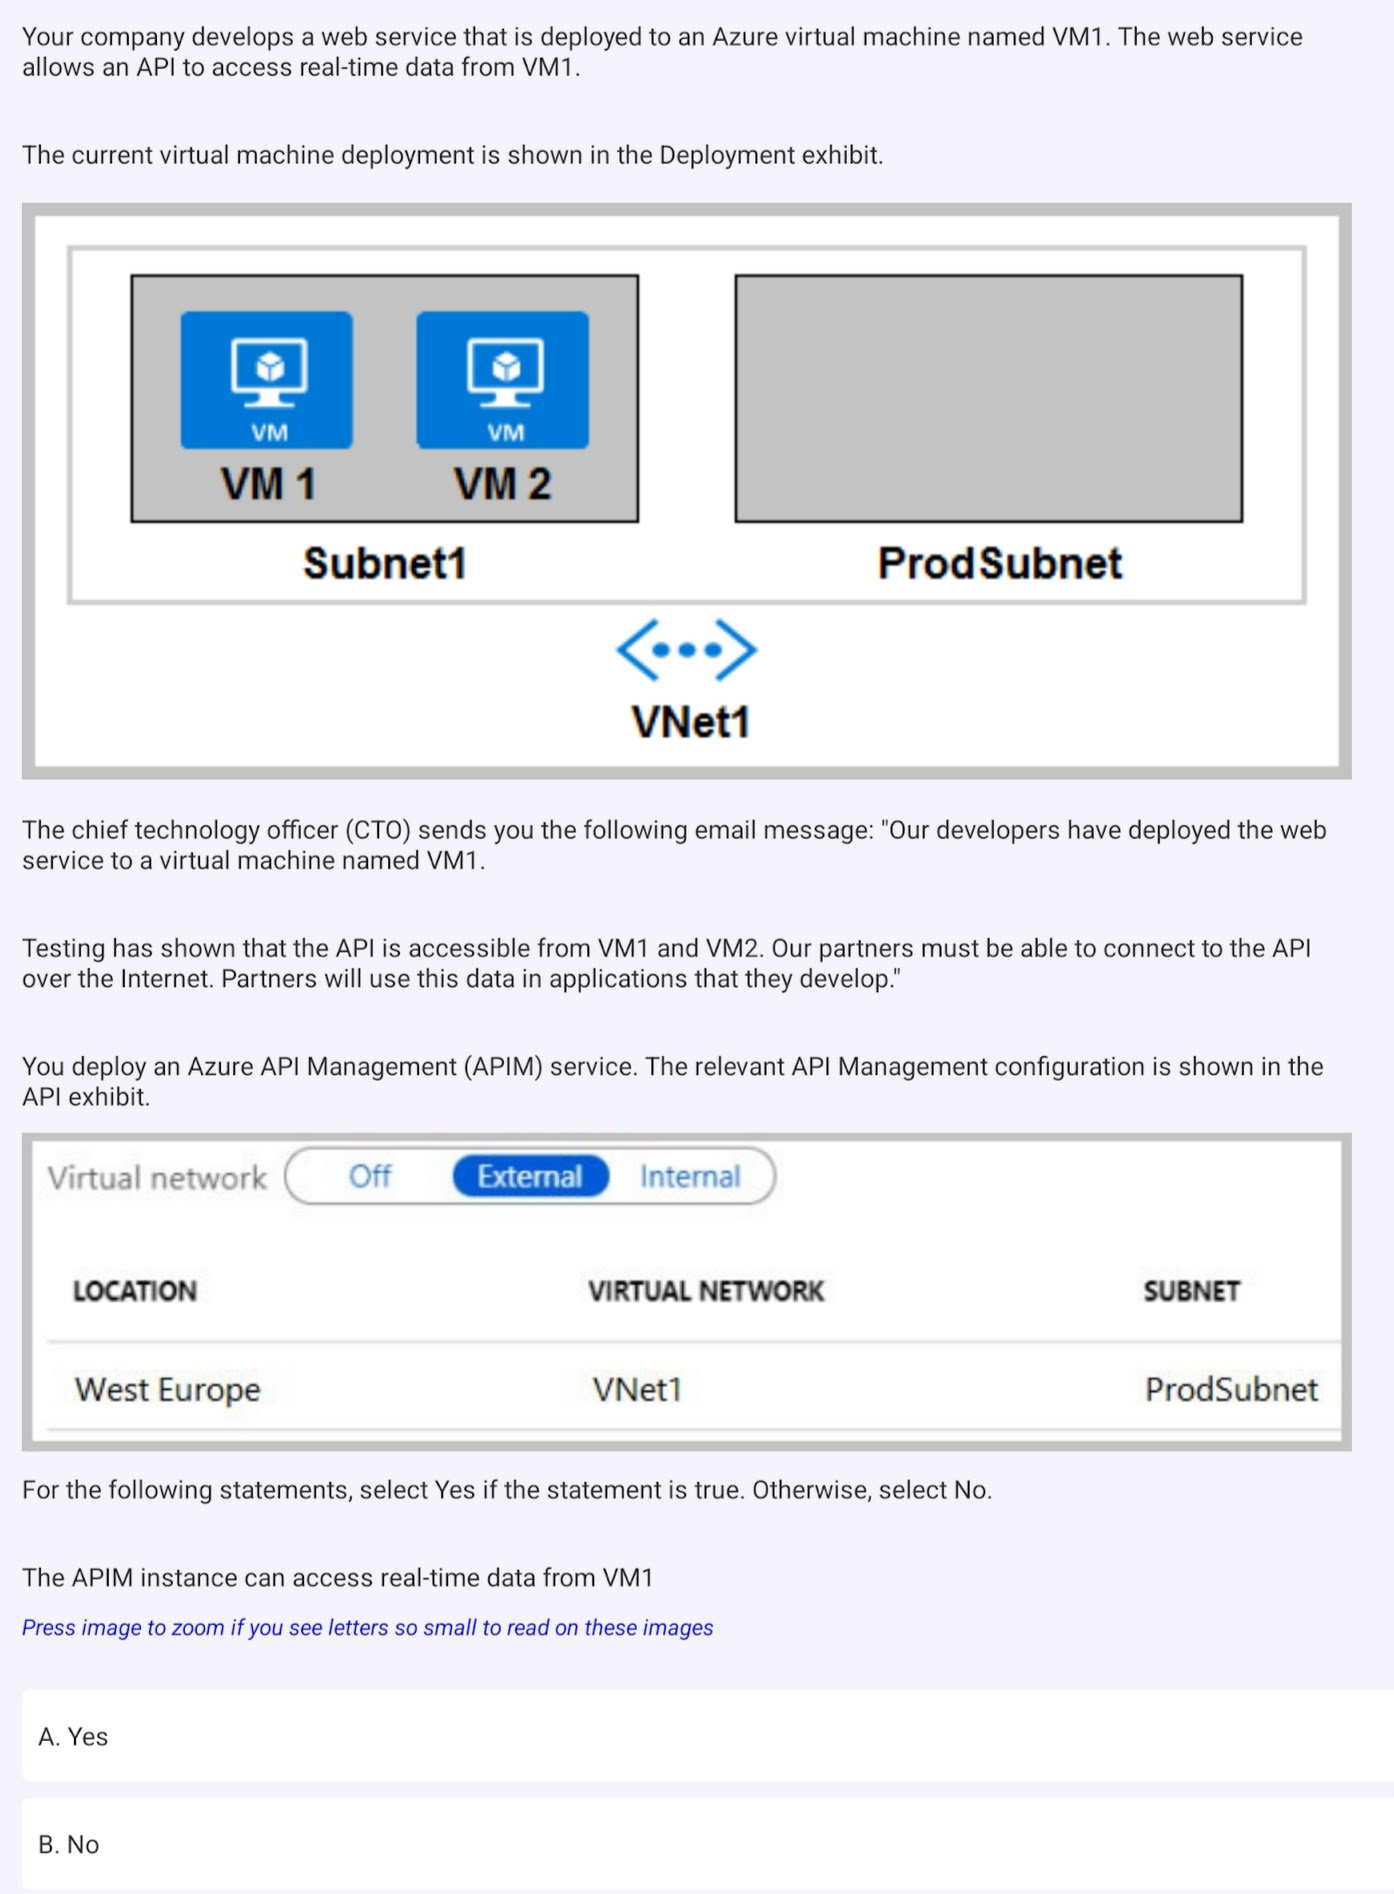 Your company develops a web service that is deployed to an Azure virtual machine named VM1. The web service
allows an API to access real-time data from VM1.
The current virtual machine deployment is shown in the Deployment exhibit.
VM VM
VM 1 VM 2
Subnet1 ProdSubnet
VNet1
The chief technology officer (CTO) sends you the following email message: "Our developers have deployed the web
service to a virtual machine named VM1.
Testing has shown that the API is accessible from VM1 and VM2. Our partners must be able to connect to the API
over the Internet. Partners will use this data in applications that they develop."
You deploy an Azure API Management (APIM) service. The relevant API Management configuration is shown in the
API exhibit.
Virtual network Off External Internal
LOCATION VIRTUAL NETWORK SUBNET
West Europe VNet1 ProdSubnet
For the following statements, select Yes if the statement is true. Otherwise, select No.
The APIM instance can access real-time data from VM1
Press image to zoom if you see letters so small to read on these images
A. Yes
B. No